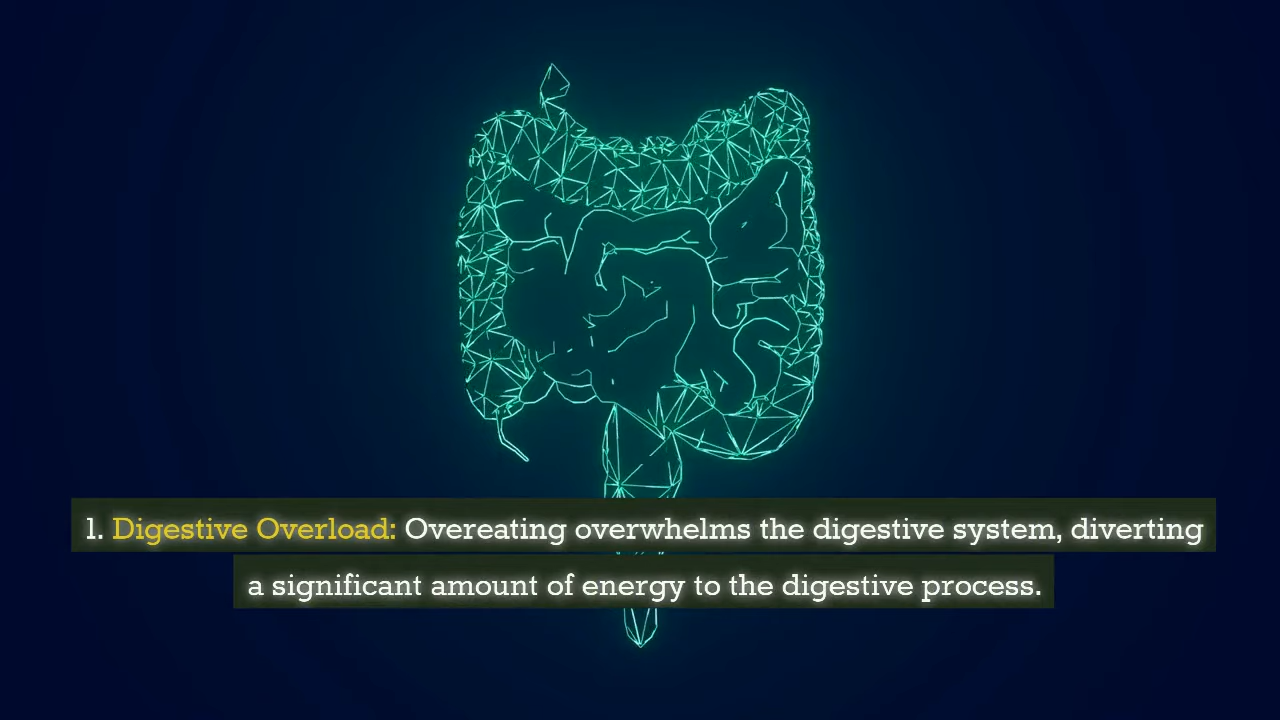 1. Digestive Overload: Overeating overwhelms the digestive system, diverting
a significant amount of energy to the digestive process.